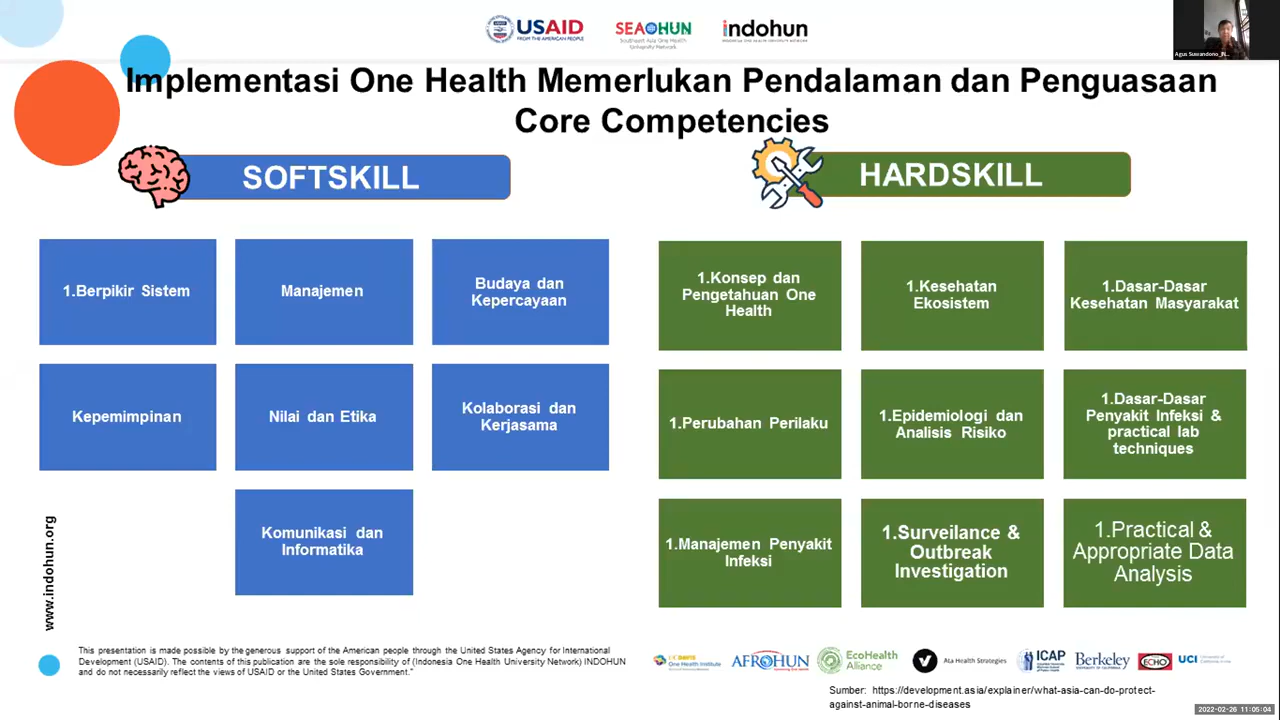 USAID
FROM THE AMERICAN PEOPLE
SEAOHUN
Southeast Asia One Health
University Network
indohun
INDONESIA ONE HEALTH UNIVERSITY NETWORK
Implementasi One Health Memerlukan Pendalaman dan Penguasaan
Core Competencies
SOFTSKILL
HARDSKILL
1.Berpikir Sistem
Manajemen
Budaya dan
Kepercayaan
Kepemimpinan
Nilai dan Etika
Kolaborasi dan
Kerjasama
Komunikasi dan
Informatika
1.Konsep dan
Pengetahuan One
Health
1.Kesehatan
Ekosistem
1.Dasar-Dasar
Kesehatan Masyarakat
1.Perubahan Perilaku
1.Epidemiologi dan
Analisis Risiko
1.Dasar-Dasar
Penyakit Infeksi &
practical lab
techniques
1.Manajemen Penyakit
Infeksi
1.Surveilance &
Outbreak
Investigation
1.Practical &
Appropriate Data
Analysis
www.indohun.org
This presentation is made possible by the generous support of the American people through the United States Agency for International
Development (USAID). The contents of this publication are the sole responsibility of (Indonesia One Health University Network) INDOHUN
and do not necessarily reflect the views of USAID or the United States Government."
UC DAVIS
One Health Institute
AFROHUN
EcoHealth
Alliance
Ata Health Strategies
ICAP
Berkeley
ECHO
UCI
Sumber: https://development.asia/explainer/what-asia-can-do-protect-
against-animal-borne-diseases
2022-02-26 11:05:04